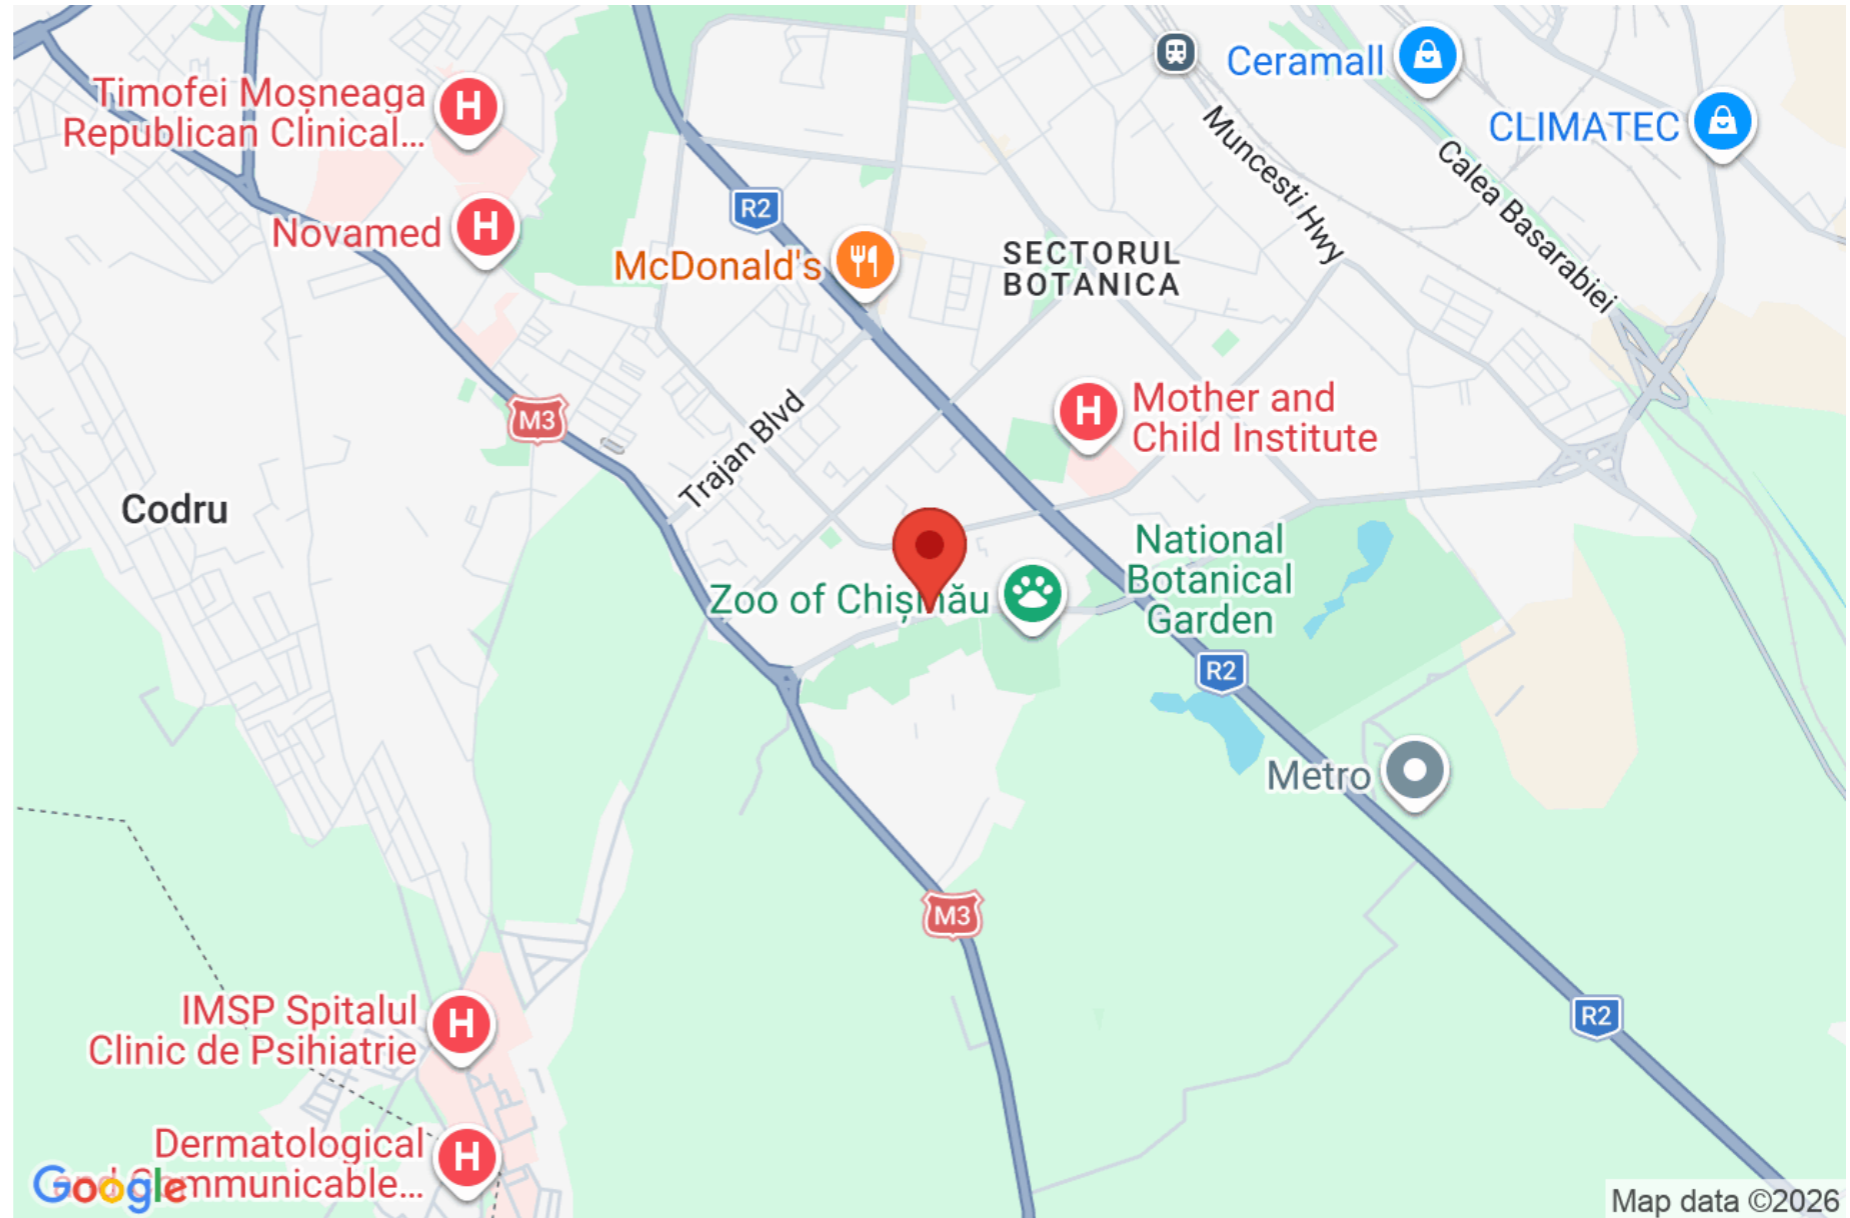 Timofei Moșneaga
Republican Clinical...
H
Ceramall
CLIMATEC
Muncesti Hwy
Calea Basarabiei
Novamed
H
R2
McDonald's
SECTORUL
BOTANICA
M3
Trajan Blvd
H
Mother and
Child Institute
Codru
Zoo of Chișinău
National
Botanical
Garden
R2
Metro
M3
IMSP Spitalul
Clinic de Psihiatrie
H
R2
Dermatological
and Communicable...
H
Google
Map data ©2026